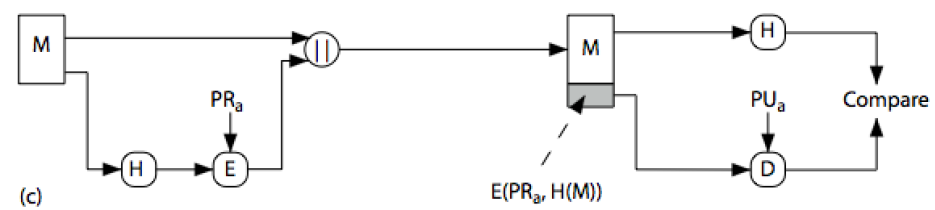 M
||
M
H
PRₐ
PUₐ
Compare
H
E
D
E(PRₐ, H(M))
(c)